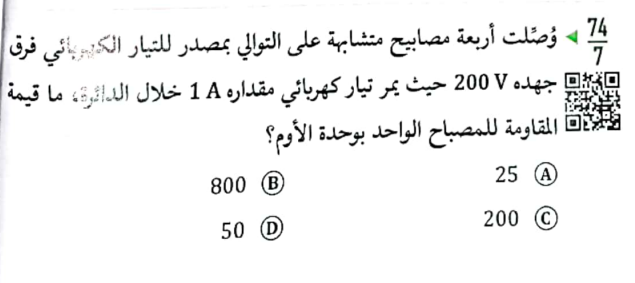 74/7 ◀ وُصِّلت أربعة مصابيح متشابهة على التوالي بمصدر للتيار الكهربائي فرق
جهده 200 V حيث يمر تيار كهربائي مقداره 1 A خلال الدائرة، ما قيمة
المقاومة للمصباح الواحد بوحدة الأوم؟
Ⓐ 25 Ⓑ 800
Ⓒ 200 Ⓓ 50